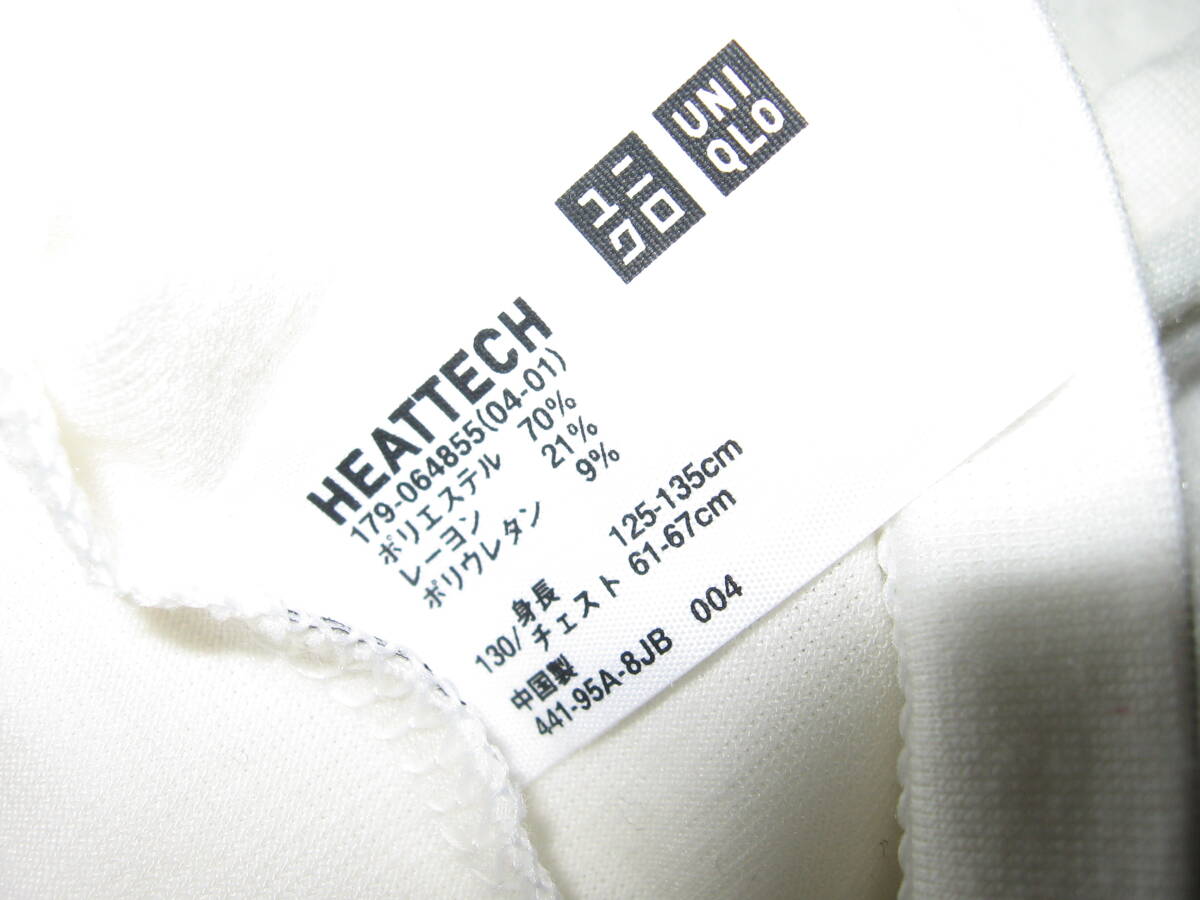 ユニ
クロ
UNI
QLO
HEATTECH
179-064855(04-01)
ポリエステル 70%
レーヨン 21%
ポリウレタン 9%
130/身長 125-135cm
チェスト 61-67cm
中国製
441-95A-8JB 004